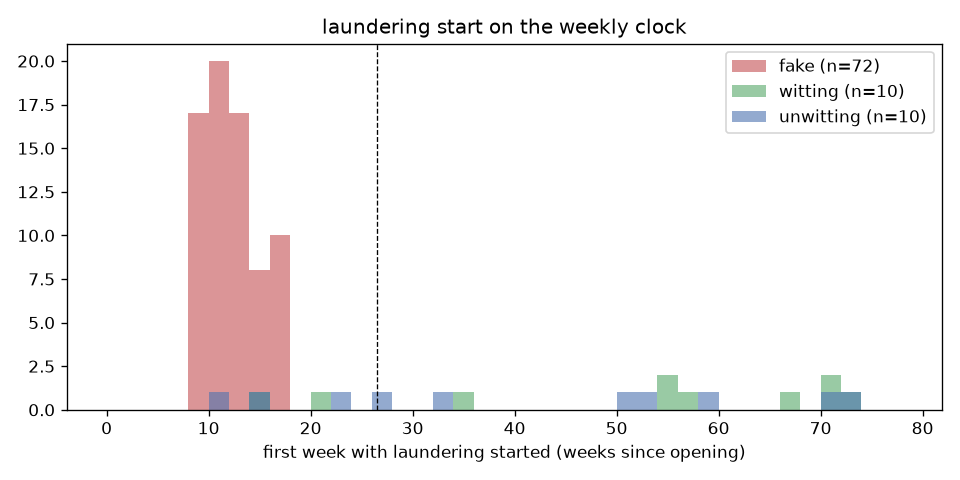 laundering start on the weekly clock
20.0
17.5
15.0
12.5
10.0
7.5
5.0
2.5
0.0
fake (n=72)
witting (n=10)
unwitting (n=10)
0 10 20 30 40 50 60 70 80
first week with laundering started (weeks since opening)